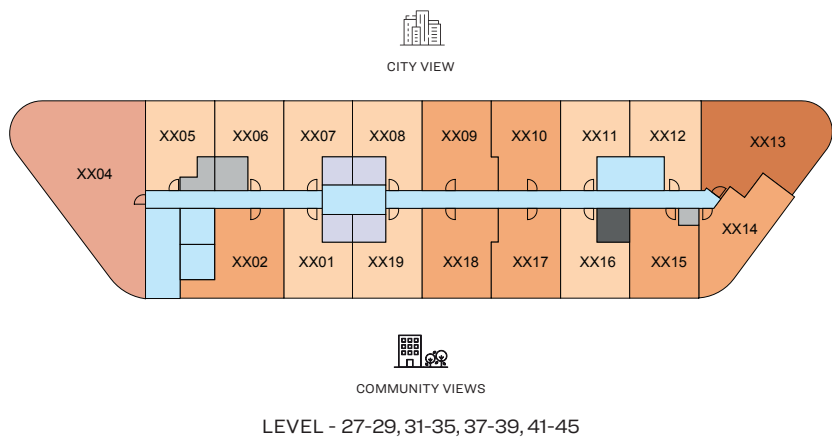 CITY VIEW
XX05 XX06 XX07 XX08 XX09 XX10 XX11 XX12
XX13
XX04
XX14
XX02 XX01 XX19 XX18 XX17 XX16 XX15
COMMUNITY VIEWS
LEVEL - 27-29, 31-35, 37-39, 41-45